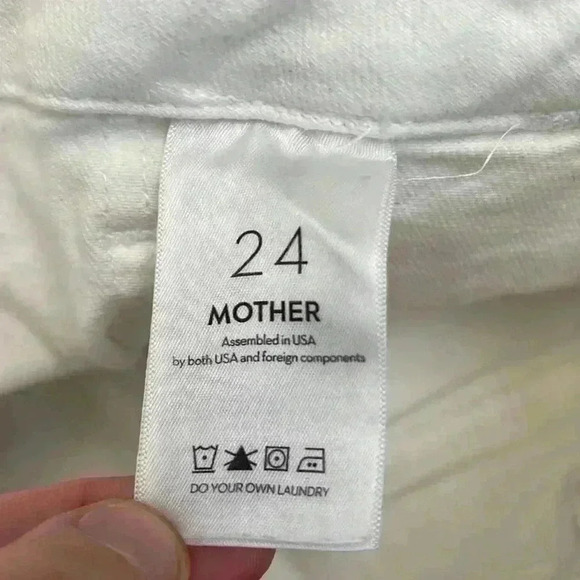 24
MOTHER
Assembled in USA
by both USA and foreign components
DO YOUR OWN LAUNDRY